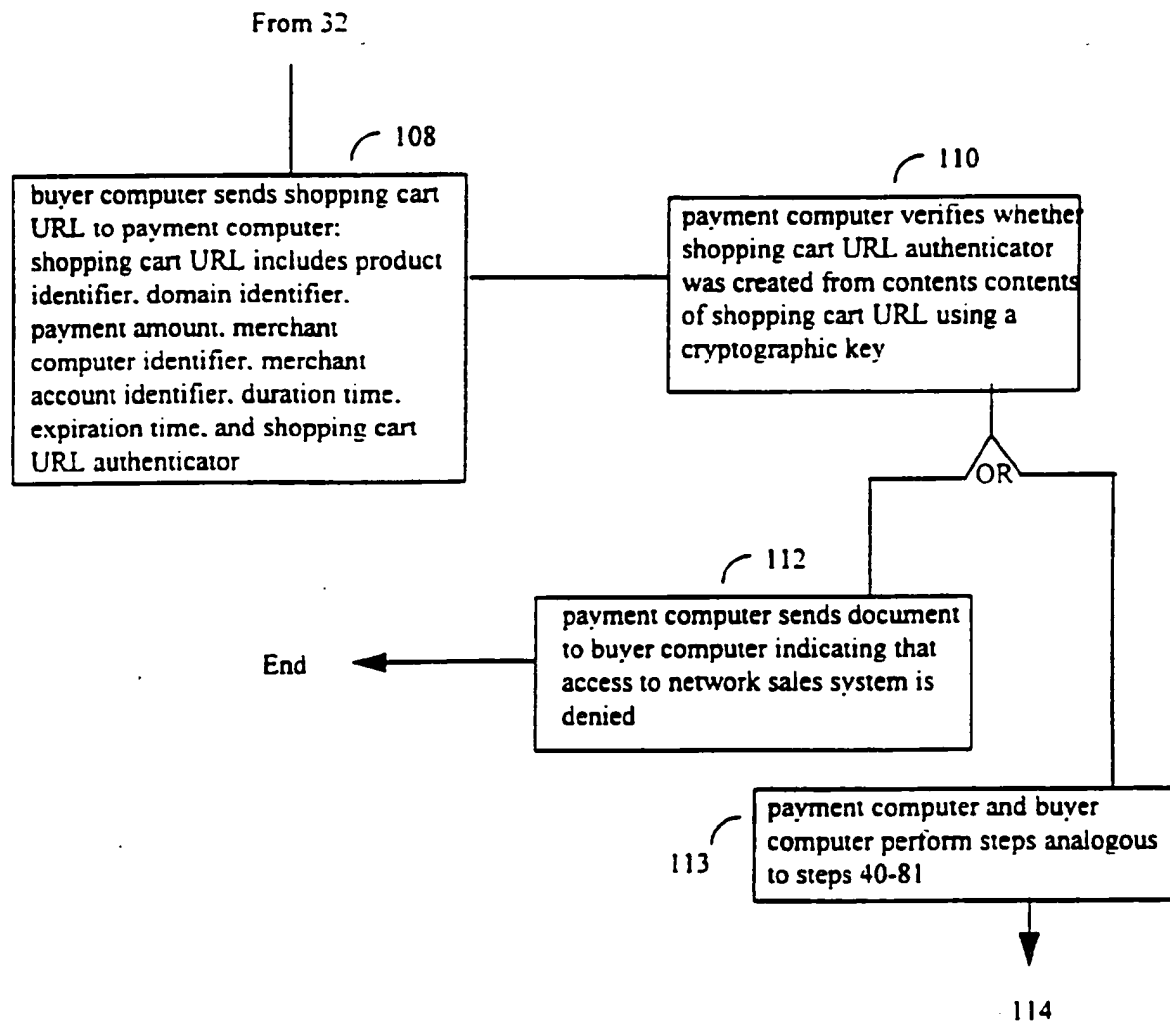 From 32
108
buyer computer sends shopping cart
URL to payment computer:
shopping cart URL includes product
identifier. domain identifier.
payment amount. merchant
computer identifier. merchant
account identifier. duration time.
expiration time. and shopping cart
URL authenticator
110
payment computer verifies whether
shopping cart URL authenticator
was created from contents contents
of shopping cart URL using a
cryptographic key
OR
112
payment computer sends document
to buyer computer indicating that
access to network sales system is
denied
End
113
payment computer and buyer
computer perform steps analogous
to steps 40-81
114